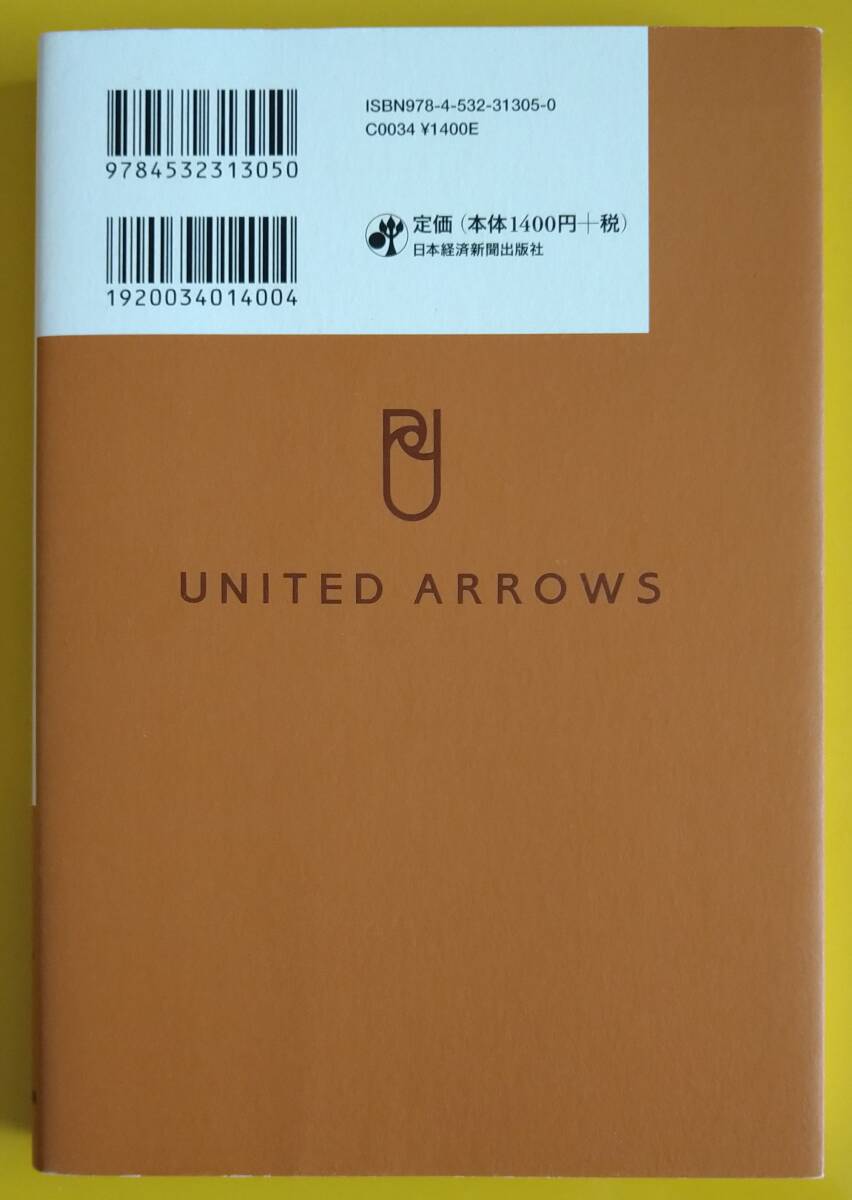 ISBN978-4-532-31305-0
C0034 ¥1400E
9784532313050
定価（本体1400円＋税）
日本経済新聞出版社
1920034014004
UNITED ARROWS